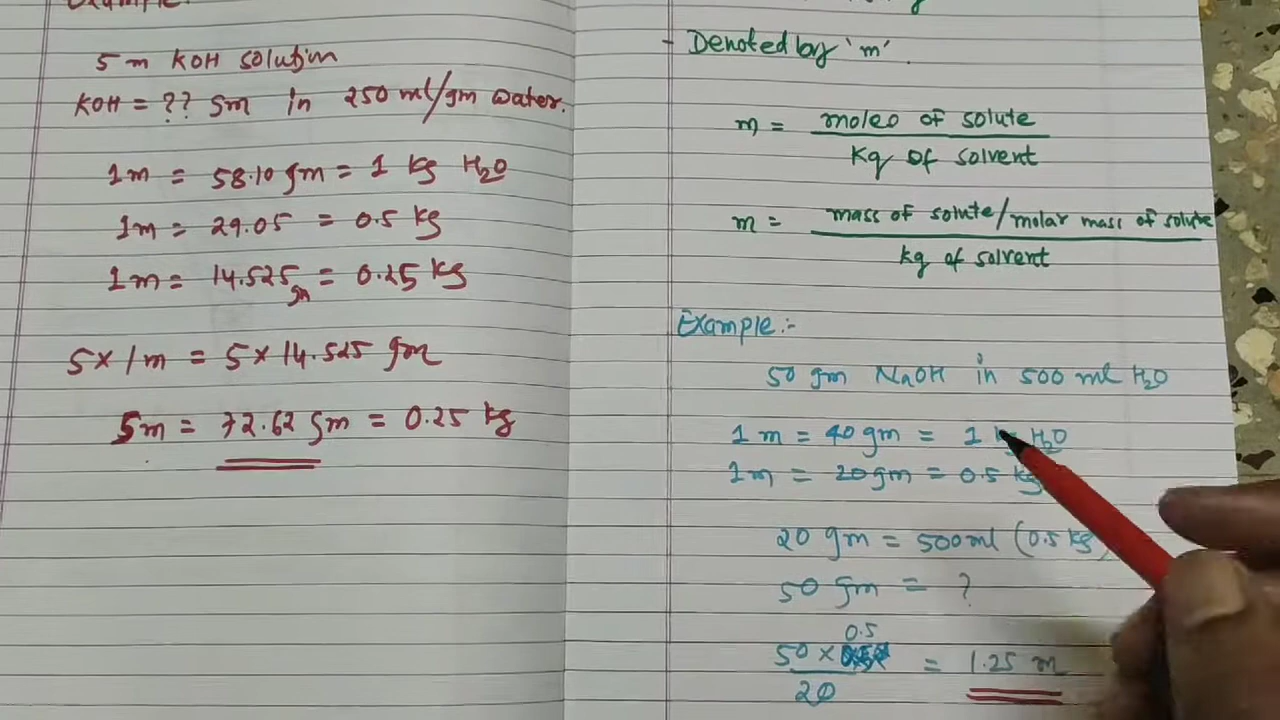 Example:
5 m KOH solution
KOH = ?? 5m in 250 ml/gm water.
1m = 58.10 gm = 1 kg H2O
1m = 29.05 = 0.5 kg
1m = 14.525 gm = 0.25 kg
5 x 1m = 5 x 14.525 gm
5m = 72.62 gm = 0.25 kg
- Denoted by 'm'.
m = moles of solute
kg of solvent
m = mass of solute/molar mass of solute
kg of solvent
Example :-
50 gm NaOH in 500 ml H2O
1 m = 40 gm = 1 kg H2O
1m = 20 gm = 0.5 kg
20 gm = 500 ml (0.5 kg)
50 gm = ?
0.5
50 x = 1.25 m
20